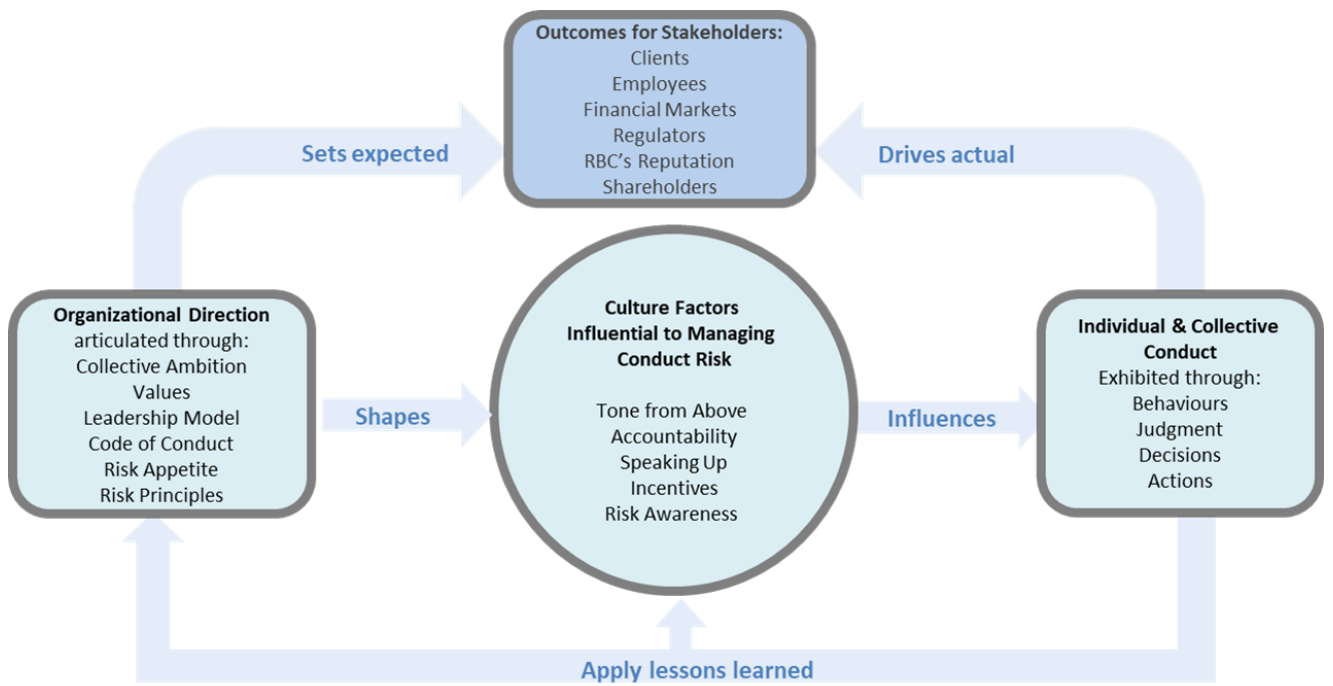 Outcomes for Stakeholders:
Clients
Employees
Financial Markets
Regulators
RBC's Reputation
Shareholders
Sets expected
Drives actual
Organizational Direction
articulated through:
Collective Ambition
Values
Leadership Model
Code of Conduct
Risk Appetite
Risk Principles
Shapes
Culture Factors
Influential to Managing
Conduct Risk
Tone from Above
Accountability
Speaking Up
Incentives
Risk Awareness
Influences
Individual & Collective
Conduct
Exhibited through:
Behaviours
Judgment
Decisions
Actions
Apply lessons learned